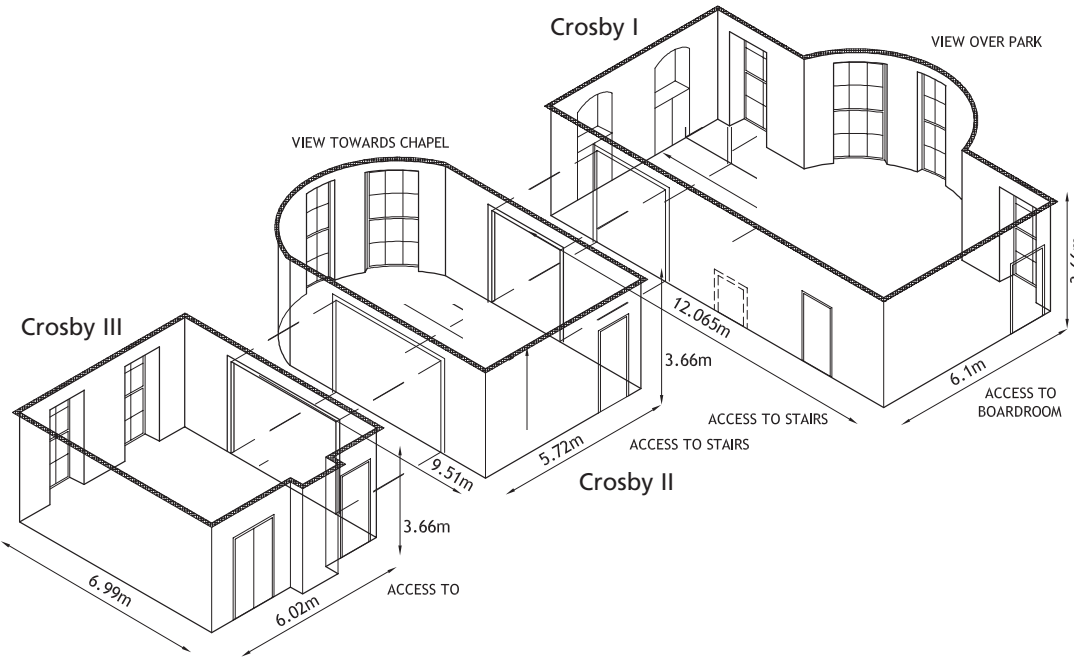 Crosby I
VIEW OVER PARK
VIEW TOWARDS CHAPEL
Crosby III
12.065m
3.66m
6.1m
ACCESS TO
BOARDROOM
ACCESS TO STAIRS
ACCESS TO STAIRS
9.51m
5.72m
Crosby II
3.66m
ACCESS TO
6.99m
6.02m